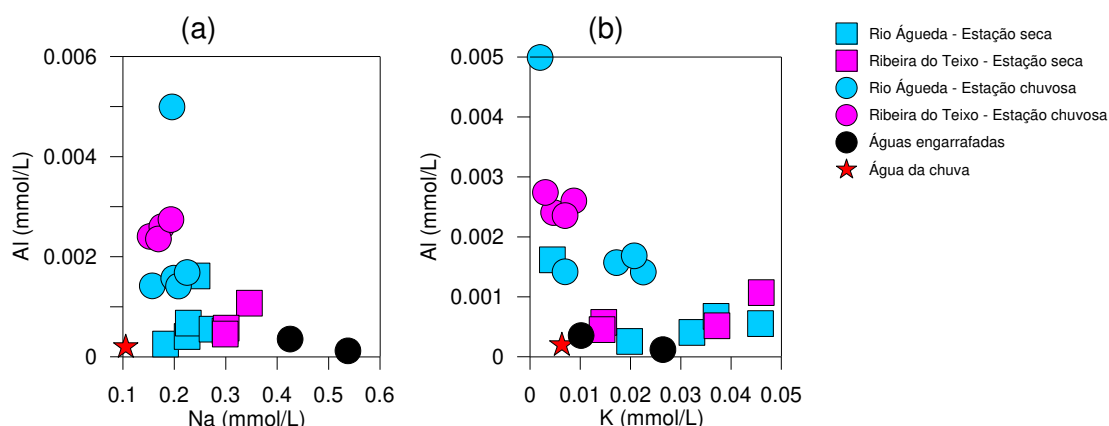 (a)
(b)
Al (mmol/L)
0.006
0.004
0.002
0
0.1 0.2 0.3 0.4 0.5 0.6
Na (mmol/L)
Al (mmol/L)
0.005
0.004
0.003
0.002
0.001
0
0 0.01 0.02 0.03 0.04 0.05
K (mmol/L)
Rio Águeda - Estação seca
Ribeira do Teixo - Estação seca
Rio Águeda - Estação chuvosa
Ribeira do Teixo - Estação chuvosa
Águas engarrafadas
Água da chuva